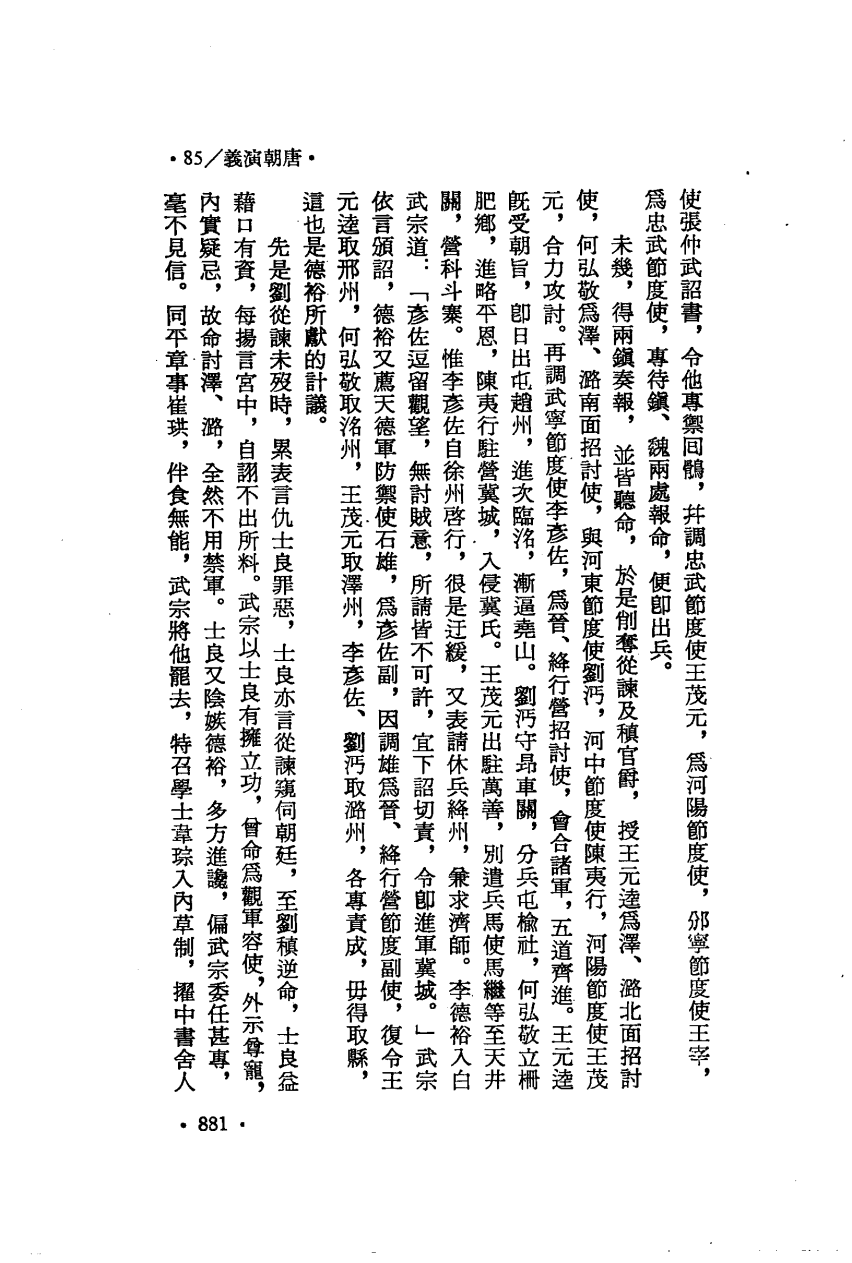 ·85/義演朝唐·
使張仲武詔書，令他專禦回鶻，幷調忠武節度使王茂元，爲河陽節度使，邠寧節度使王宰，
爲忠武節度使，專待鎭、魏兩處報命，便卽出兵。
未幾，得兩鎭奏報，並皆聽命，於是削奪從諫及稹官爵，授王元逵爲澤、潞北面招討
使，何弘敬爲澤、潞南面招討使，與河東節度使劉沔，河中節度使陳夷行，河陽節度使王茂
元，合力攻討。再調武寧節度使李彥佐，爲晉、絳行營招討使，會合諸軍，五道齊進。王元逵
旣受朝旨，卽日出屯趙州，進次臨洺，漸逼堯山。劉沔守昻車關，分兵屯楡社，何弘敬立柵
肥鄉，進略平恩，陳夷行駐營冀城，入侵冀氏。王茂元出駐萬善，別遣兵馬使馬繼等至天井
關，營科斗寨。惟李彥佐自徐州啓行，很是迂緩，又表請休兵絳州，兼求濟師。李德裕入白
武宗道：「彥佐逗留觀望，無討賊意，所請皆不可許，宜下詔切責，令卽進軍冀城。」武宗
依言頒詔，德裕又薦天德軍防禦使石雄，爲彥佐副，因調雄爲晉、絳行營節度副使，復令王
元逵取邢州，何弘敬取洺州，王茂元取澤州，李彥佐、劉沔取潞州，各專責成，毋得取縣，
這也是德裕所獻的計議。
先是劉從諫未歿時，累表言仇士良罪惡，士良亦言從諫窺伺朝廷，至劉稹逆命，士良益
藉口有資，每揚言宮中，自詡不出所料。武宗以士良有擁立功，曾命爲觀軍容使，外示尊寵，
內實疑忌，故命討澤、潞，全然不用禁軍。士良又陰嫉德裕，多方進讒，偏武宗委任甚專，
毫不見信。同平章事崔珙，伴食無能，武宗將他罷去，特召學士韋琮入內草制，擢中書舍人
·881·